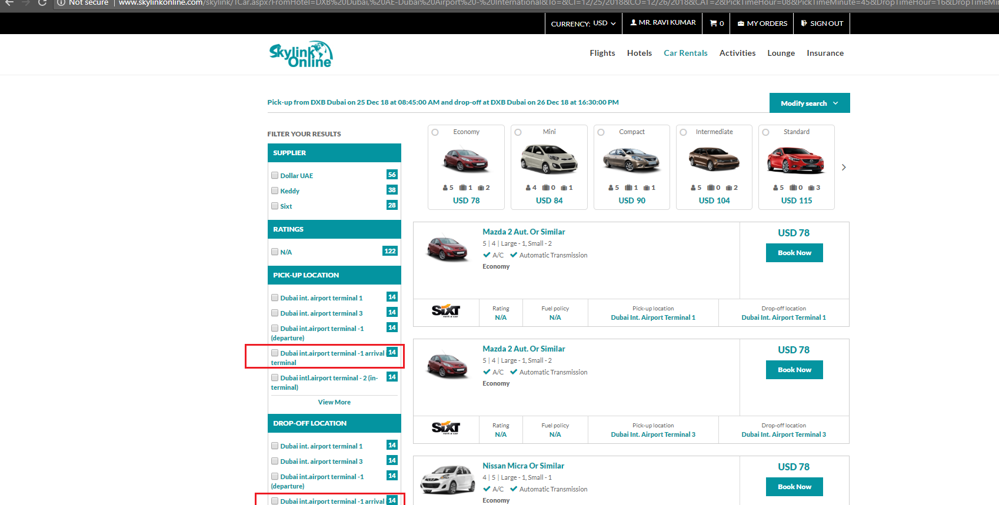 Not secure | www.skylinkonline.com/skylink/TCar.aspx?FromHotel=DXB%20Dubai,%20AE-Dubai%20Airport%20-%20International&To=&CI=12/25/2018&CO=12/26/2018&CAT=2&PickTimeHour=08&PickTimeMinute=45&DropTimeHour=16&DropTimeMin
CURRENCY: USD MR. RAVI KUMAR 0 MY ORDERS SIGN OUT
Skylink Online
Flights Hotels Car Rentals Activities Lounge Insurance
Pick-up from DXB Dubai on 25 Dec 18 at 08:45:00 AM and drop-off at DXB Dubai on 26 Dec 18 at 16:30:00 PM
Modify search
FILTER YOUR RESULTS
SUPPLIER
Dollar UAE 56
Keddy 38
Sixt 28
RATINGS
N/A 122
PICK-UP LOCATION
Dubai int. airport terminal 1 14
Dubai int. airport terminal 3 14
Dubai int.airport terminal -1 14
(departure)
Dubai int.airport terminal -1 arrival 14
terminal
Dubai intl.airport terminal - 2 (in- 14
terminal)
View More
DROP-OFF LOCATION
Dubai int. airport terminal 1 14
Dubai int. airport terminal 3 14
Dubai int.airport terminal -1 14
(departure)
Dubai int.airport terminal -1 arrival 14
Economy
5 1 2
USD 78
Mini
4 0 1
USD 84
Compact
5 1 1
USD 90
Intermediate
5 0 2
USD 104
Standard
5 0 3
USD 115
Mazda 2 Aut. Or Similar
5 | 4 | Large - 1, Small - 2
A/C Automatic Transmission
Economy
USD 78
Book Now
SIXT
rent a car
Rating
N/A
Fuel policy
N/A
Pick-up location
Dubai Int. Airport Terminal 1
Drop-off location
Dubai Int. Airport Terminal 1
Mazda 2 Aut. Or Similar
5 | 4 | Large - 1, Small - 2
A/C Automatic Transmission
Economy
USD 78
Book Now
SIXT
rent a car
Rating
N/A
Fuel policy
N/A
Pick-up location
Dubai Int. Airport Terminal 3
Drop-off location
Dubai Int. Airport Terminal 3
Nissan Micra Or Similar
4 | 5 | Large - 1, Small - 1
A/C Automatic Transmission
Economy
USD 78
Book Now